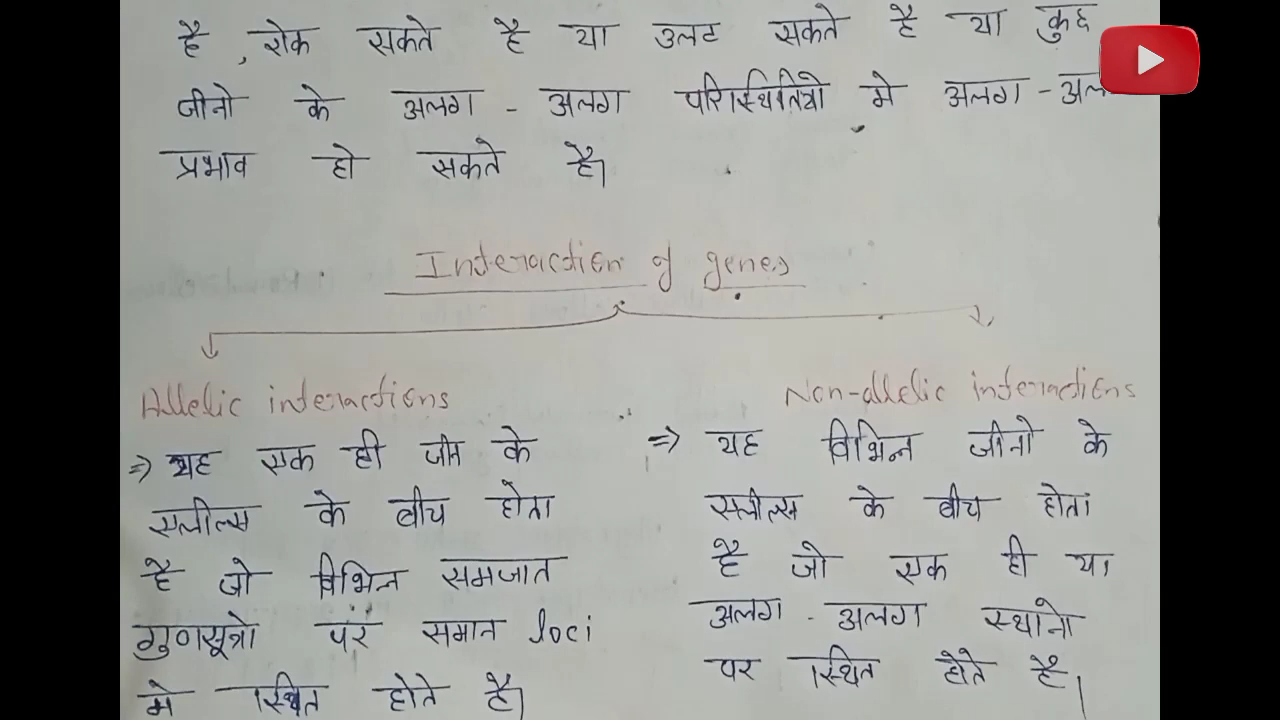 है , रोक सकते है या उलट सकते है या कुछ
जीनो के अलग - अलग परिस्थितियो मे अलग - अल
प्रभाव हो सकते है।
Interaction of genes
Allelic interactions
⇒ यह एक ही जीन के
एलील्स के बीच होता
है जो विभिन्न समजात
गुणसूत्रो पर समान loci
मे स्थित होते है।
Non-allelic interactions
⇒ यह विभिन्न जीनो के
एलील्स के बीच होता
है जो एक ही या
अलग - अलग स्थानो
पर स्थित होते है।